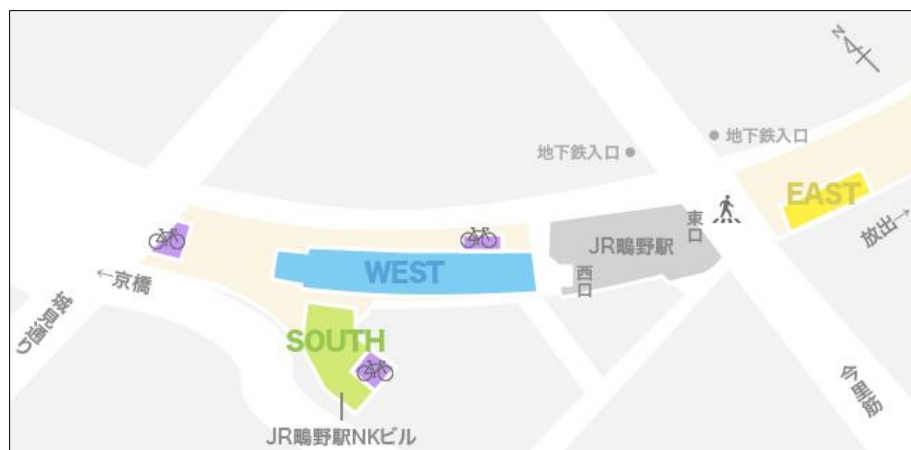 N
地下鉄入口
地下鉄入口
EAST
東口
JR鴫野駅
放出→
WEST
西口
←京橋
城見通り
SOUTH
今里筋
JR鴫野駅NKビル